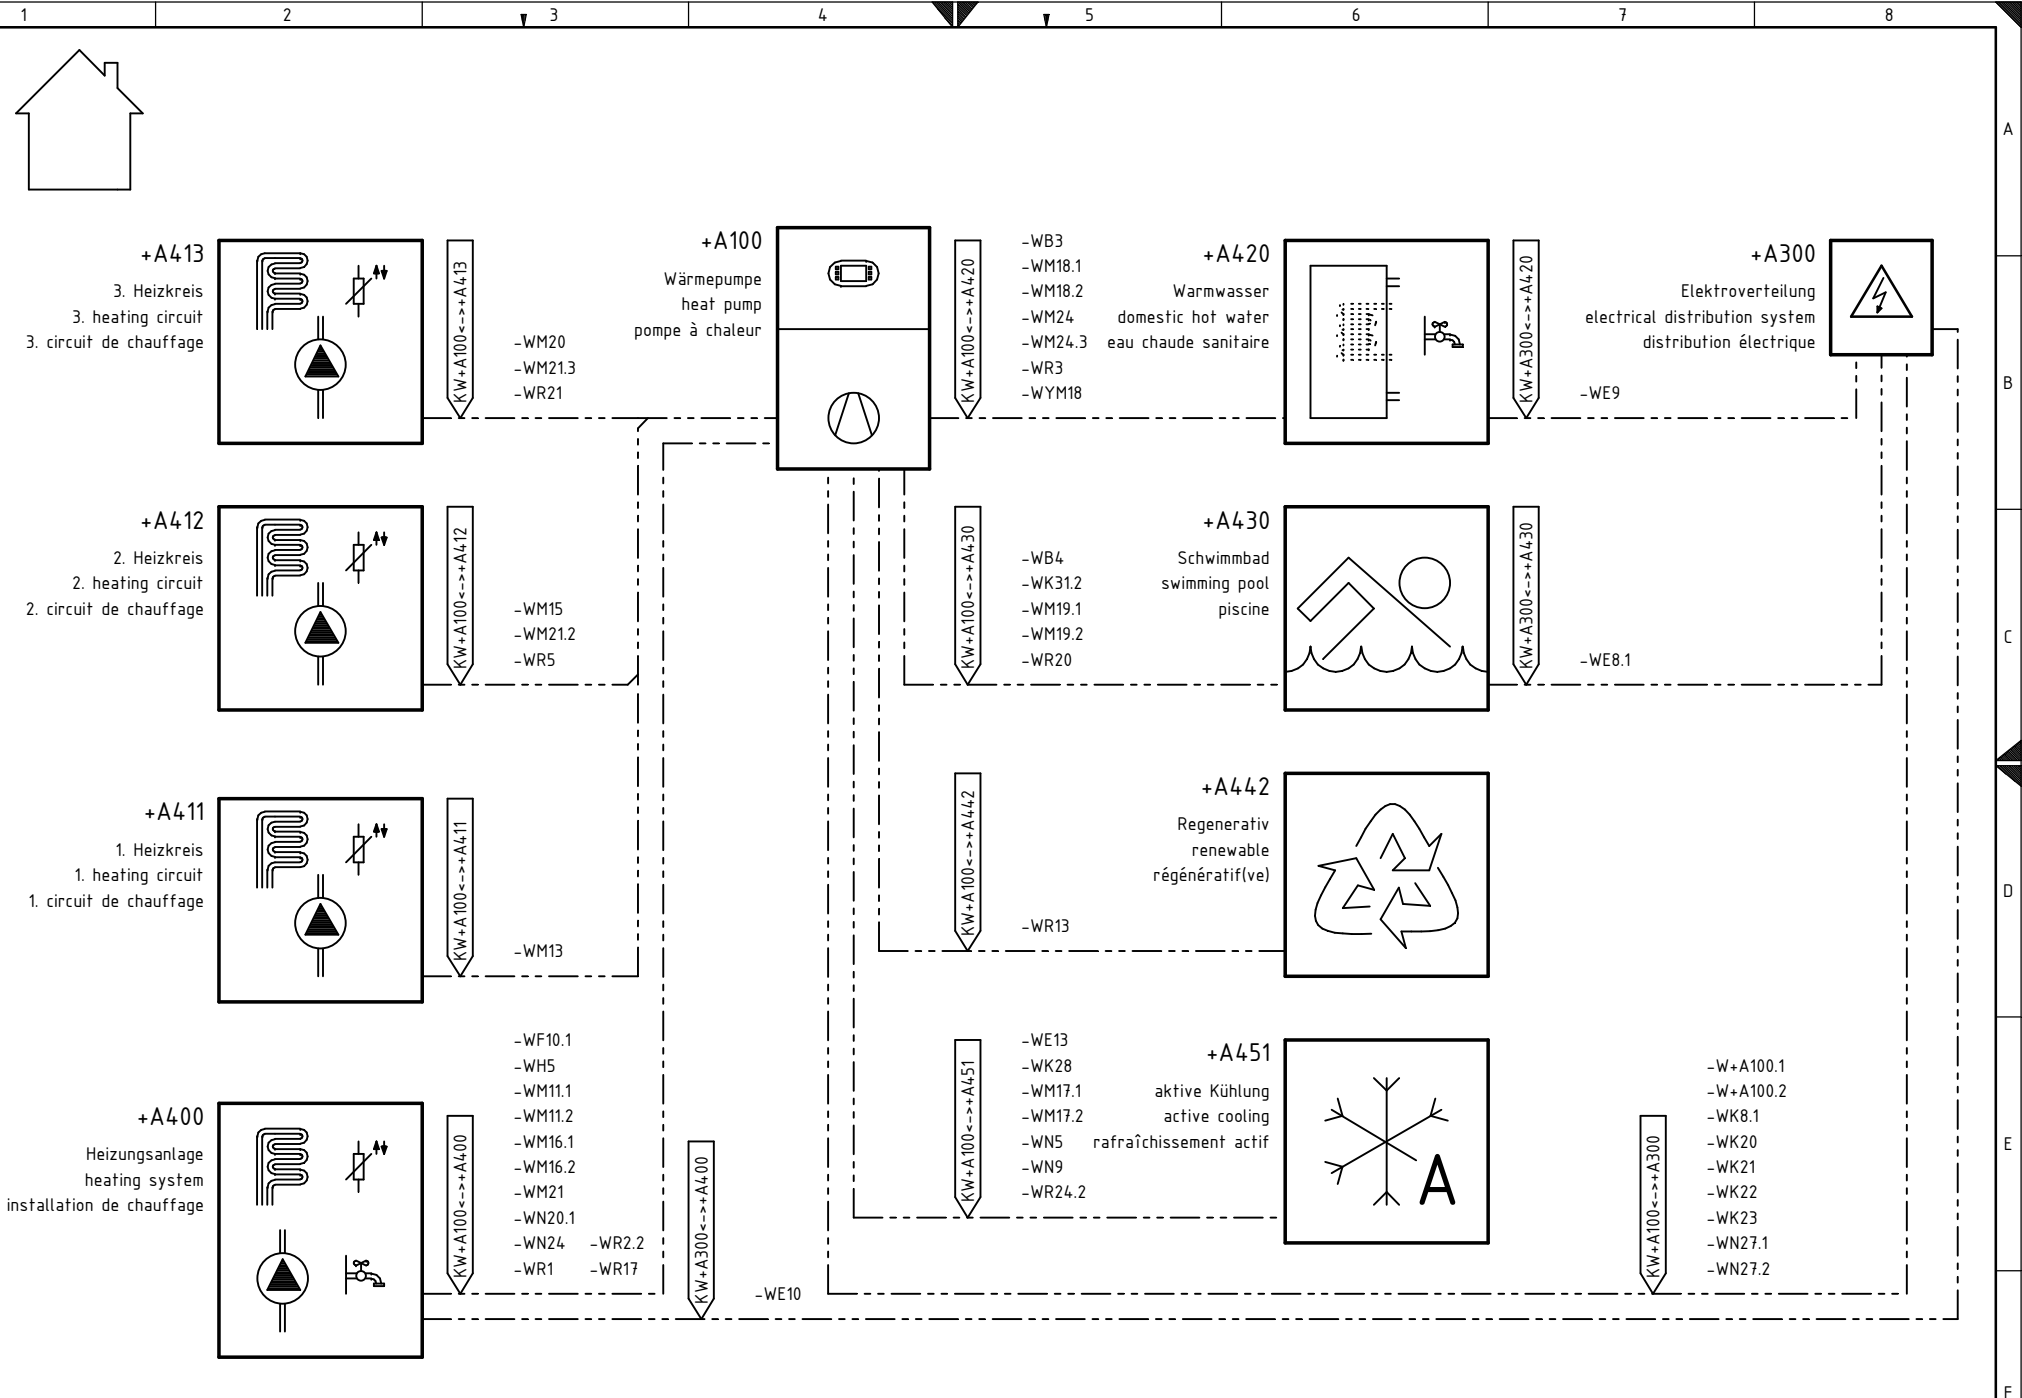 1 2 3 4 5 6 7 8
A
B
C
D
E
F
+A413
3. Heizkreis
3. heating circuit
3. circuit de chauffage
KW+A100<-->+A413
-WM20
-WM21.3
-WR21
+A100
Wärmepumpe
heat pump
pompe à chaleur
KW+A100<-->+A420
-WB3
-WM18.1
-WM18.2
-WM24
-WM24.3
-WR3
-WYM18
+A420
Warmwasser
domestic hot water
eau chaude sanitaire
KW+A300<-->+A420
-WE9
+A300
Elektroverteilung
electrical distribution system
distribution électrique
+A412
2. Heizkreis
2. heating circuit
2. circuit de chauffage
KW+A100<-->+A412
-WM15
-WM21.2
-WR5
KW+A100<-->+A430
-WB4
-WK31.2
-WM19.1
-WM19.2
-WR20
+A430
Schwimmbad
swimming pool
piscine
KW+A300<-->+A430
-WE8.1
+A411
1. Heizkreis
1. heating circuit
1. circuit de chauffage
KW+A100<-->+A411
-WM13
KW+A100<-->+A442
-WR13
+A442
Regenerativ
renewable
régénératif(ve)
+A400
Heizungsanlage
heating system
installation de chauffage
KW+A100<-->+A400
-WF10.1
-WH5
-WM11.1
-WM11.2
-WM16.1
-WM16.2
-WM21
-WN20.1
-WN24 -WR2.2
-WR1 -WR17
KW+A300<-->+A400
-WE10
KW+A100<-->+A451
-WE13
-WK28
-WM17.1
-WM17.2
-WN5
-WN9
-WR24.2
+A451
aktive Kühlung
active cooling
rafraîchissement actif
A
KW+A100<-->+A300
-W+A100.1
-W+A100.2
-WK8.1
-WK20
-WK21
-WK22
-WK23
-WN27.1
-WN27.2